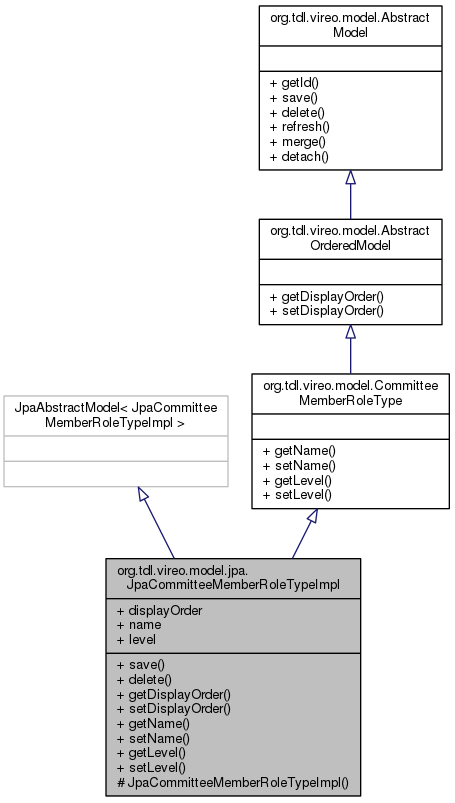 org.tdl.vireo.model.Abstract
Model
+ getId()
+ save()
+ delete()
+ refresh()
+ merge()
+ detach()
org.tdl.vireo.model.Abstract
OrderedModel
+ getDisplayOrder()
+ setDisplayOrder()
org.tdl.vireo.model.Committee
MemberRoleType
+ getName()
+ setName()
+ getLevel()
+ setLevel()
JpaAbstractModel< JpaCommittee
MemberRoleTypeImpl >
org.tdl.vireo.model.jpa.
JpaCommitteeMemberRoleTypeImpl
+ displayOrder
+ name
+ level
+ save()
+ delete()
+ getDisplayOrder()
+ setDisplayOrder()
+ getName()
+ setName()
+ getLevel()
+ setLevel()
# JpaCommitteeMemberRoleTypeImpl()